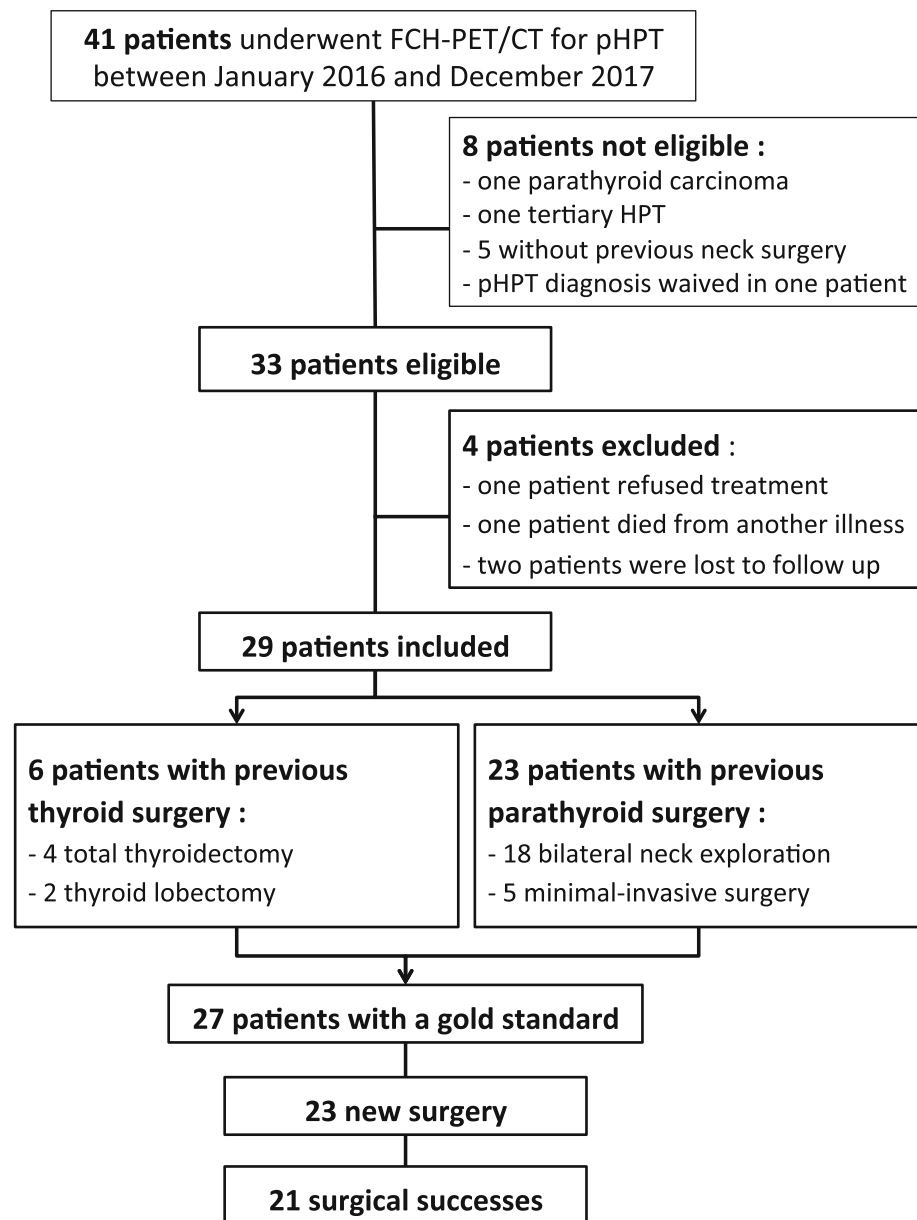 41 patients underwent FCH-PET/CT for pHPT
between January 2016 and December 2017
8 patients not eligible :
- one parathyroid carcinoma
- one tertiary HPT
- 5 without previous neck surgery
- pHPT diagnosis waived in one patient
33 patients eligible
4 patients excluded :
- one patient refused treatment
- one patient died from another illness
- two patients were lost to follow up
29 patients included
6 patients with previous
thyroid surgery :
- 4 total thyroidectomy
- 2 thyroid lobectomy
23 patients with previous
parathyroid surgery :
- 18 bilateral neck exploration
- 5 minimal-invasive surgery
27 patients with a gold standard
23 new surgery
21 surgical successes